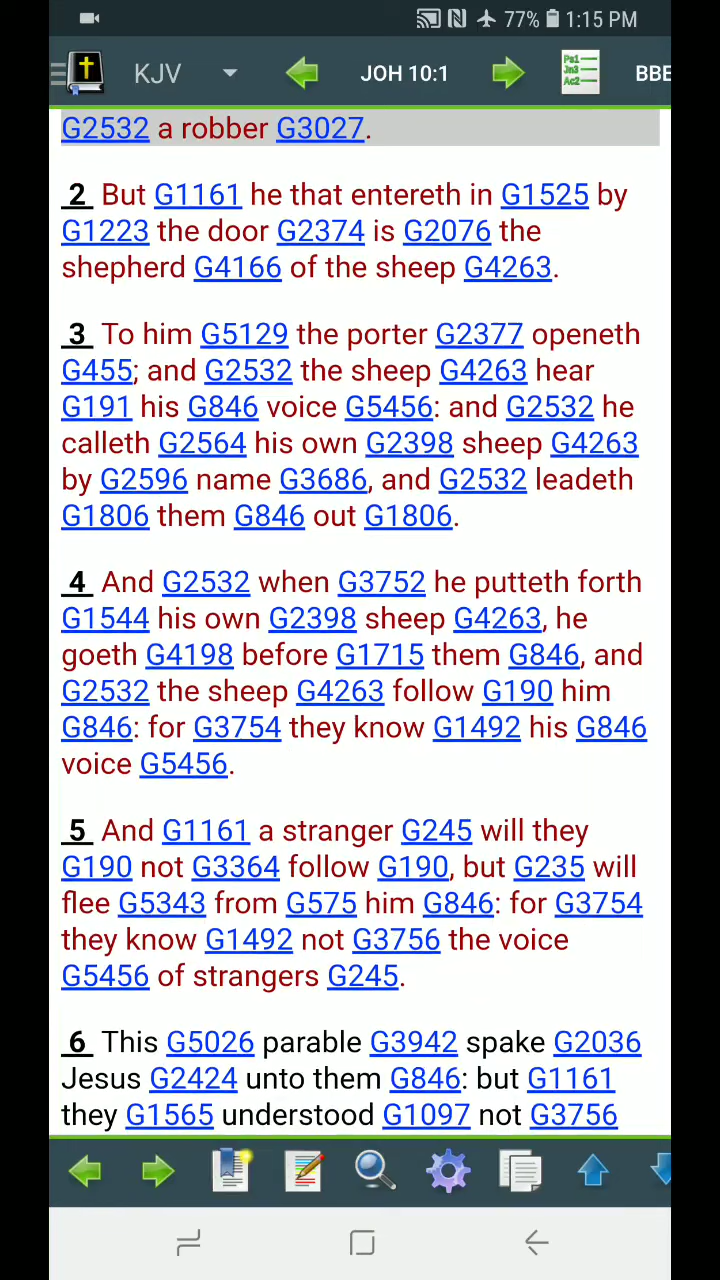 77% 1:15 PM
KJV JOH 10:1 BBE
Ps1
Jn3
Ac2
G2532 a robber G3027.
2 But G1161 he that entereth in G1525 by
G1223 the door G2374 is G2076 the
shepherd G4166 of the sheep G4263.
3 To him G5129 the porter G2377 openeth
G455; and G2532 the sheep G4263 hear
G191 his G846 voice G5456: and G2532 he
calleth G2564 his own G2398 sheep G4263
by G2596 name G3686, and G2532 leadeth
G1806 them G846 out G1806.
4 And G2532 when G3752 he putteth forth
G1544 his own G2398 sheep G4263, he
goeth G4198 before G1715 them G846, and
G2532 the sheep G4263 follow G190 him
G846: for G3754 they know G1492 his G846
voice G5456.
5 And G1161 a stranger G245 will they
G190 not G3364 follow G190, but G235 will
flee G5343 from G575 him G846: for G3754
they know G1492 not G3756 the voice
G5456 of strangers G245.
6 This G5026 parable G3942 spake G2036
Jesus G2424 unto them G846: but G1161
they G1565 understood G1097 not G3756